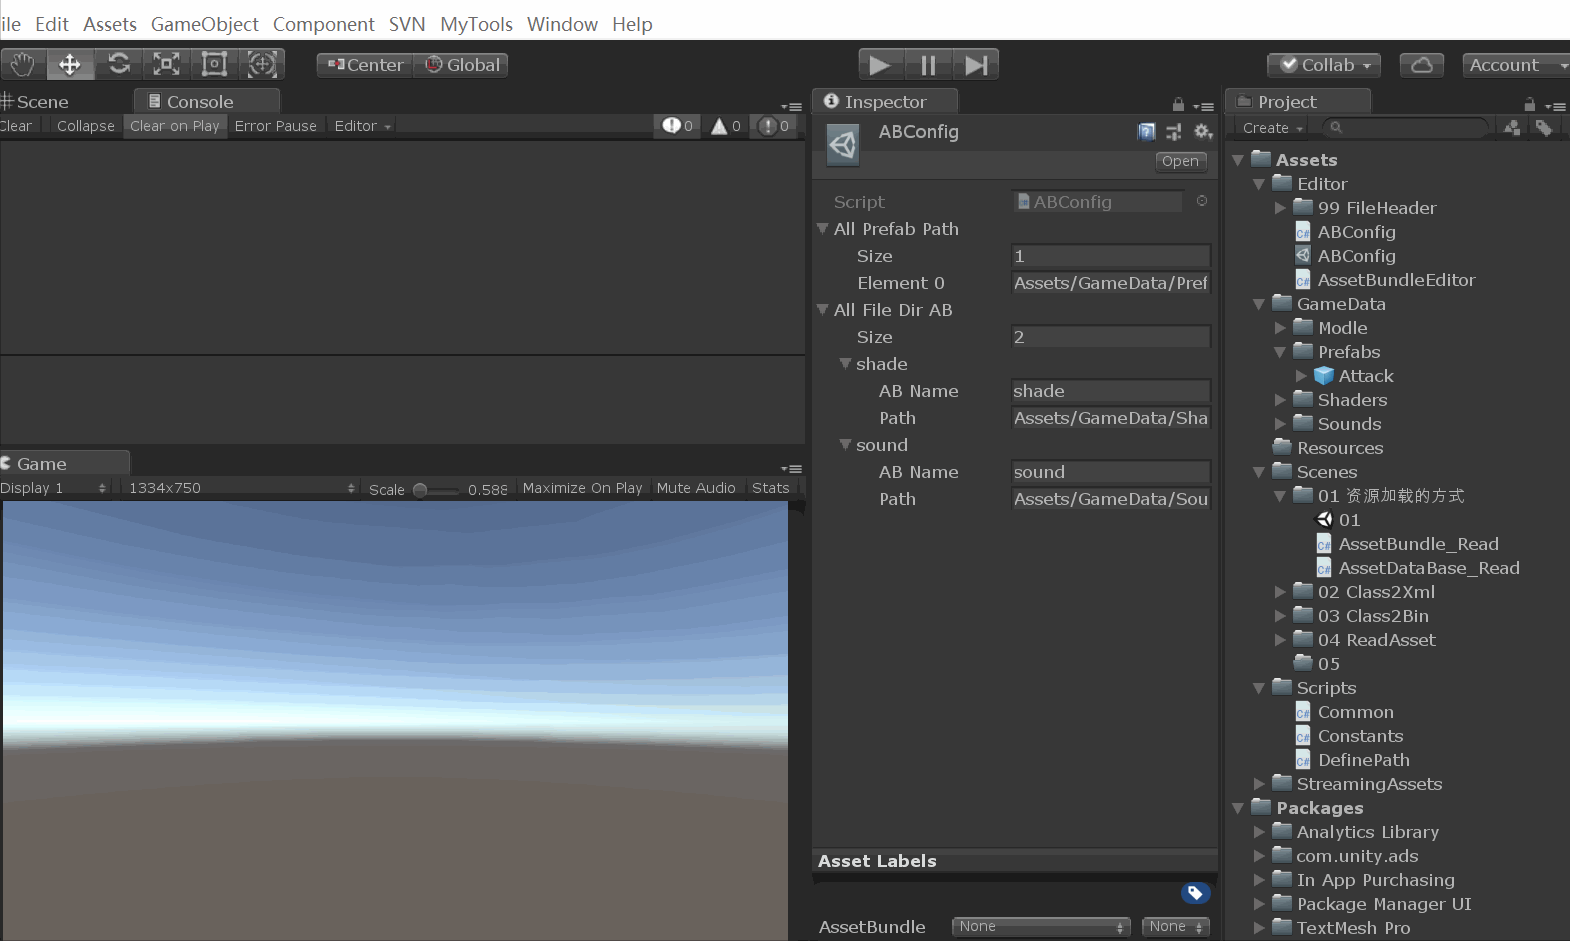 ile Edit Assets GameObject Component SVN MyTools Window Help
Center Global
Collab Account
Scene Console
Clear Collapse Clear on Play Error Pause Editor 0 0 0
Game
Display 1 1334x750 Scale 0.588 Maximize On Play Mute Audio Stats
Inspector
ABConfig
Open
Script ABConfig
All Prefab Path
Size 1
Element 0 Assets/GameData/Pref
All File Dir AB
Size 2
shade
AB Name shade
Path Assets/GameData/Sha
sound
AB Name sound
Path Assets/GameData/Sou
Asset Labels
AssetBundle None None
Project
Create
Assets
Editor
99 FileHeader
ABConfig
ABConfig
AssetBundleEditor
GameData
Modle
Prefabs
Attack
Shaders
Sounds
Resources
Scenes
01 资源加载的方式
01
AssetBundle_Read
AssetDataBase_Read
02 Class2Xml
03 Class2Bin
04 ReadAsset
05
Scripts
Common
Constants
DefinePath
StreamingAssets
Packages
Analytics Library
com.unity.ads
In App Purchasing
Package Manager UI
TextMesh Pro